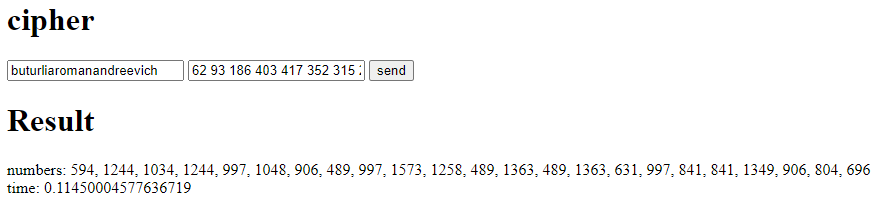 cipher
buturliaromanandreevich 62 93 186 403 417 352 315 send
Result
numbers: 594, 1244, 1034, 1244, 997, 1048, 906, 489, 997, 1573, 1258, 489, 1363, 489, 1363, 631, 997, 841, 841, 1349, 906, 804, 696
time: 0.11450004577636719